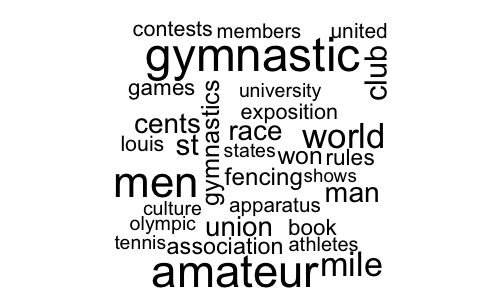 contests members united
gymnastic club
games university
exposition
cents gymnastics race world
louis st states won rules
men fencing shows
man
culture apparatus
olympic union book
tennis association athletes
amateur mile